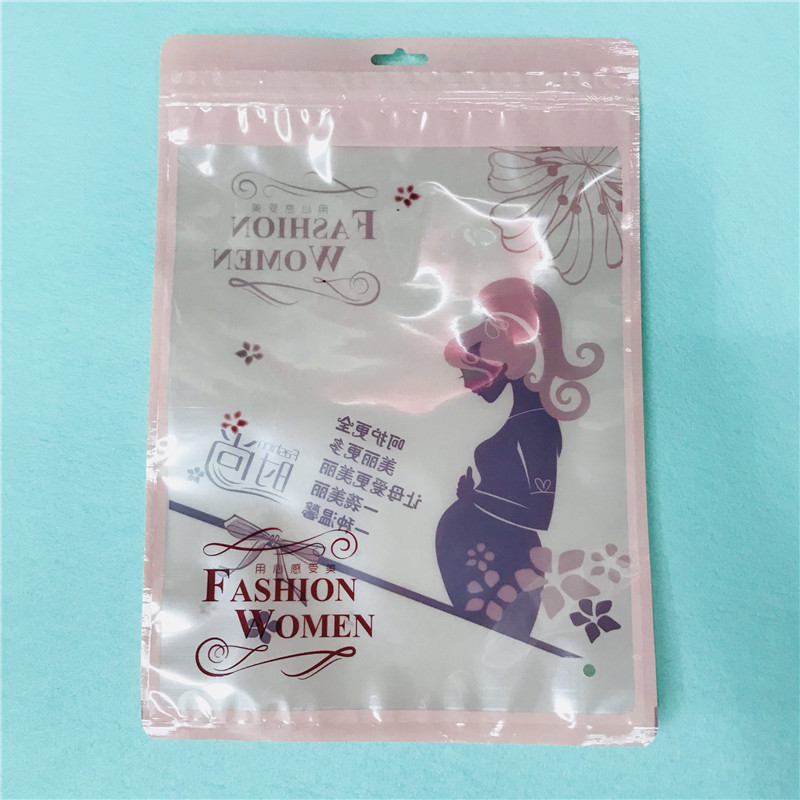 用心感受美
FASHION
WOMEN
呵护更全
美丽更多
让母爱更美丽
一袭美丽
一种温馨
Fashion
时尚
用心感受美
FASHION
WOMEN